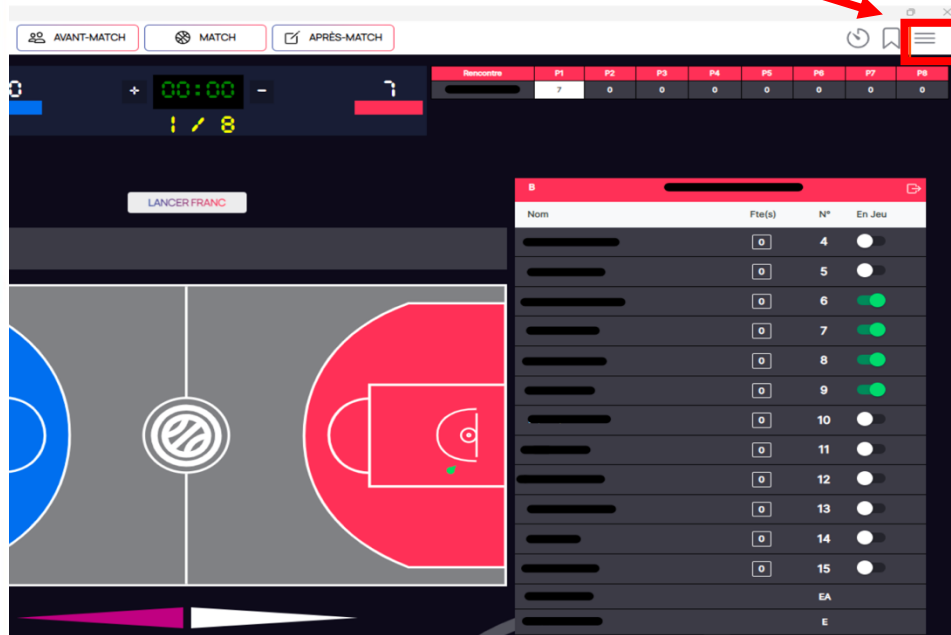 AVANT-MATCH MATCH APRÈS-MATCH
+ 00:00 - 7
1 / 8
Rencontre P1 P2 P3 P4 P5 P6 P7 P8
7 0 0 0 0 0 0 0
LANCER FRANC
B
Nom Fte(s) N° En Jeu
0 4
0 5
0 6
0 7
0 8
0 9
0 10
0 11
0 12
0 13
0 14
0 15
EA
E